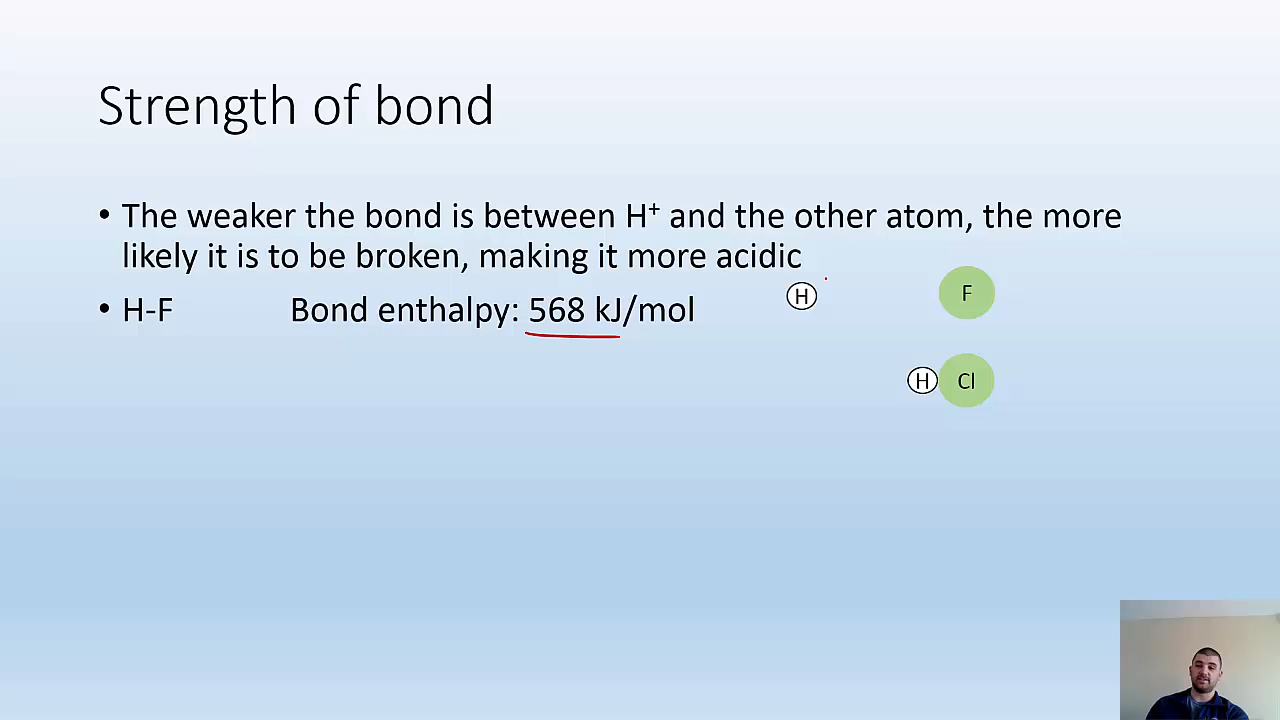 Strength of bond
• The weaker the bond is between H⁺ and the other atom, the more
likely it is to be broken, making it more acidic
• H-F Bond enthalpy: 568 kJ/mol
H F
H Cl